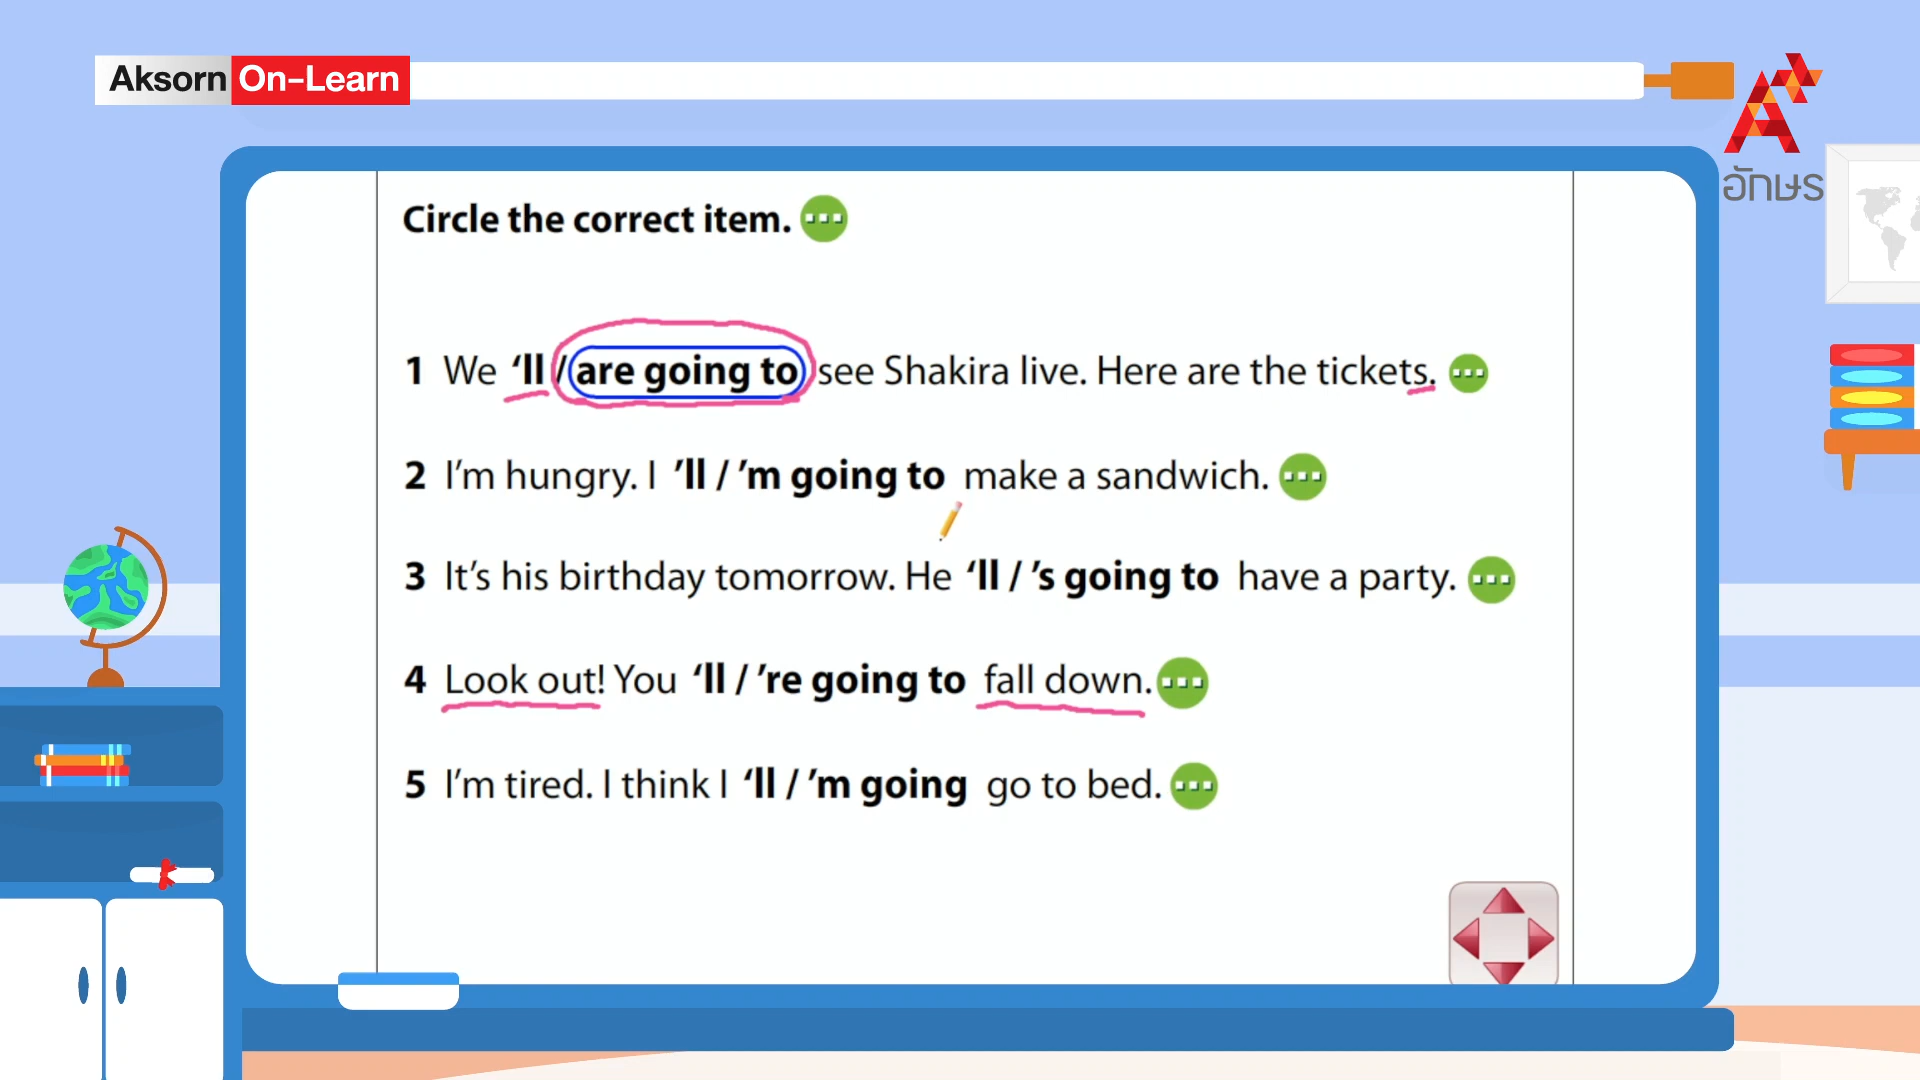 Aksorn On-Learn
อักษร
Circle the correct item.
1 We ‘ll / are going to see Shakira live. Here are the tickets.
2 I’m hungry. I ’ll / ’m going to make a sandwich.
3 It’s his birthday tomorrow. He ‘ll / ’s going to have a party.
4 Look out! You ‘ll / ’re going to fall down.
5 I’m tired. I think I ‘ll / ’m going go to bed.